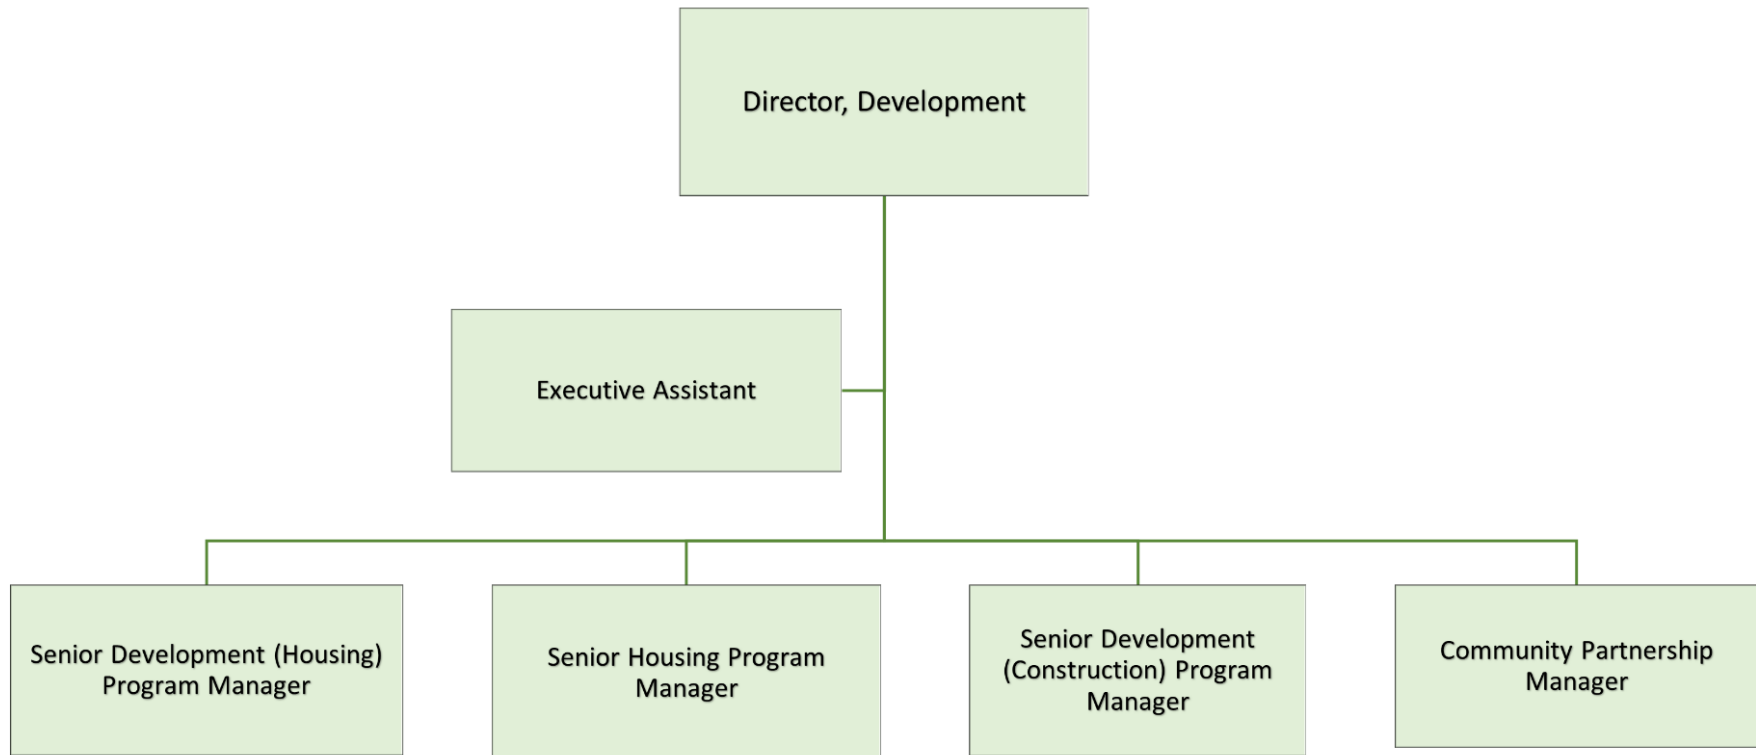 Director, Development
Executive Assistant
Senior Development (Housing)
Program Manager
Senior Housing Program
Manager
Senior Development
(Construction) Program
Manager
Community Partnership
Manager